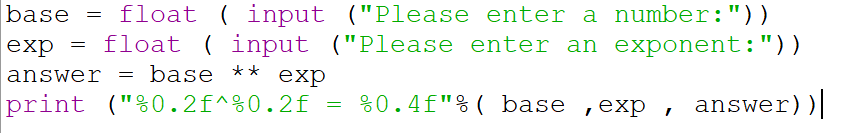 base = float ( input ("Please enter a number:"))
exp = float ( input ("Please enter an exponent:"))
answer = base ** exp
print ("%0.2f^%0.2f = %0.4f"%( base ,exp , answer))